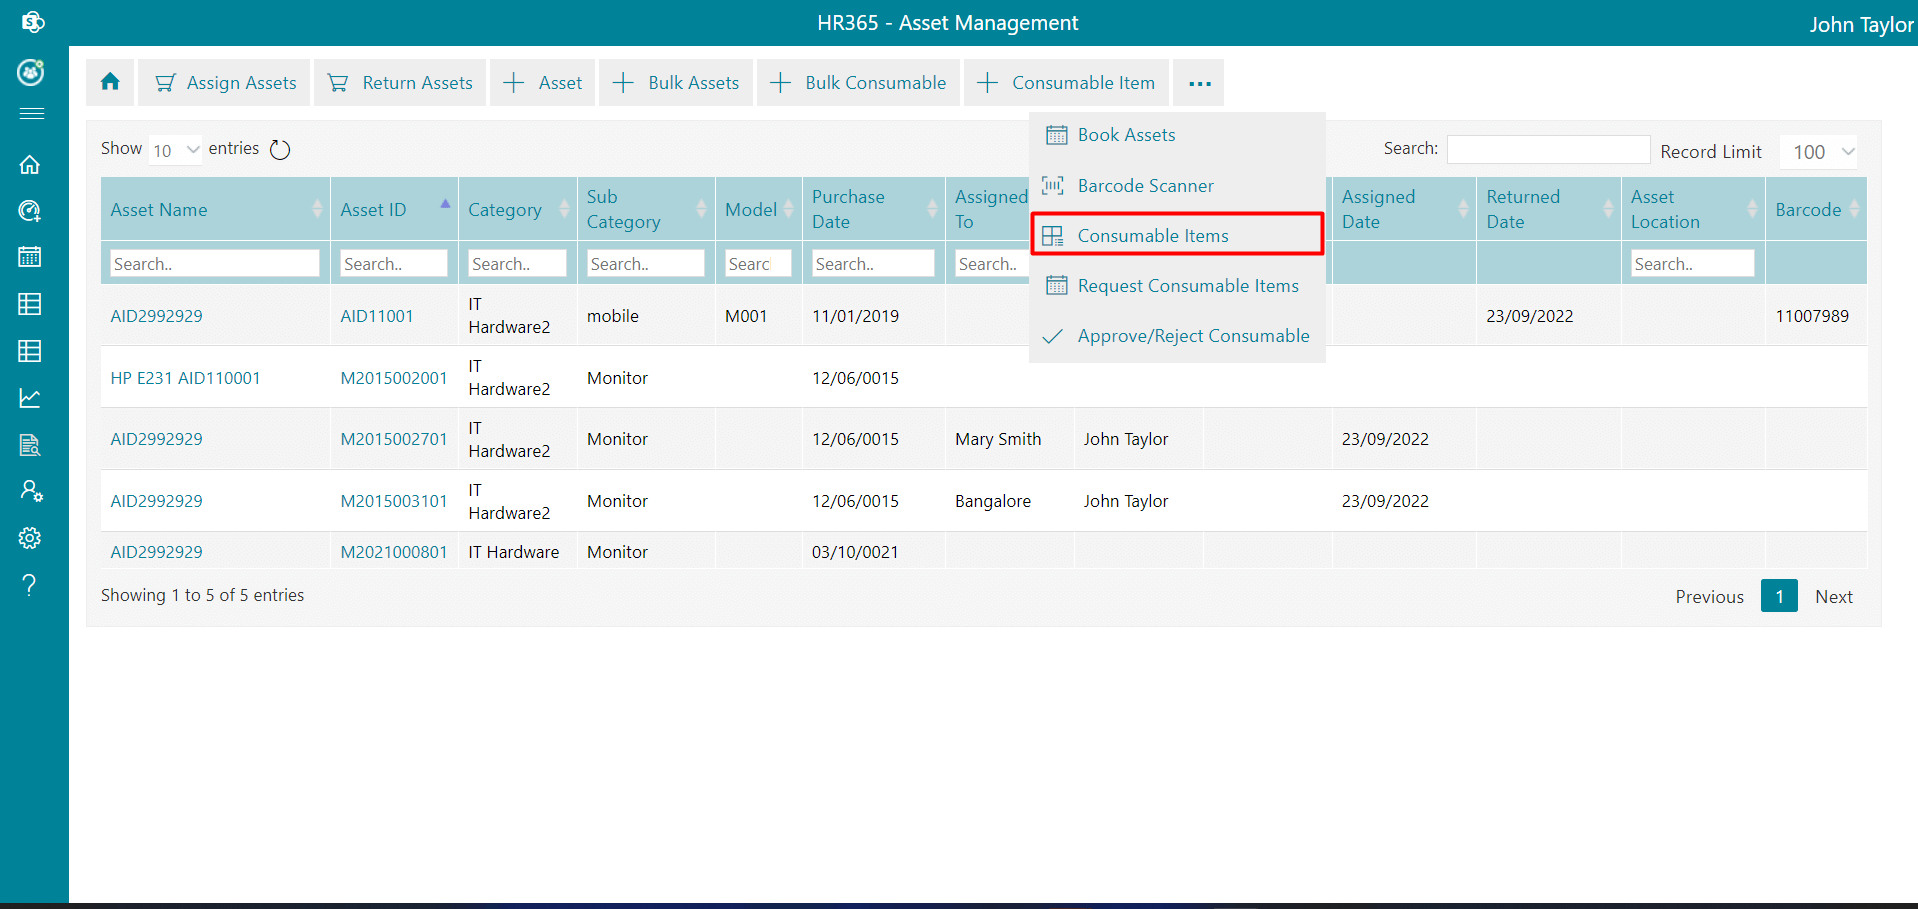 HR365 - Asset Management
John Taylor
Assign Assets
Return Assets
Asset
Bulk Assets
Bulk Consumable
Consumable Item
Book Assets
Barcode Scanner
Consumable Items
Request Consumable Items
Approve/Reject Consumable
Show 10 entries
Search:
Record Limit 100
Asset Name
Asset ID
Category
Sub Category
Model
Purchase Date
Assigned To
Assigned Date
Returned Date
Asset Location
Barcode
Search.. Search.. Search.. Search.. Searc Search.. Search.. Search..
AID2992929 AID11001 IT Hardware2 mobile M001 11/01/2019 23/09/2022 11007989
HP E231 AID110001 M2015002001 IT Hardware2 Monitor 12/06/0015
AID2992929 M2015002701 IT Hardware2 Monitor 12/06/0015 Mary Smith John Taylor 23/09/2022
AID2992929 M2015003101 IT Hardware2 Monitor 12/06/0015 Bangalore John Taylor 23/09/2022
AID2992929 M2021000801 IT Hardware Monitor 03/10/0021
Showing 1 to 5 of 5 entries
Previous 1 Next